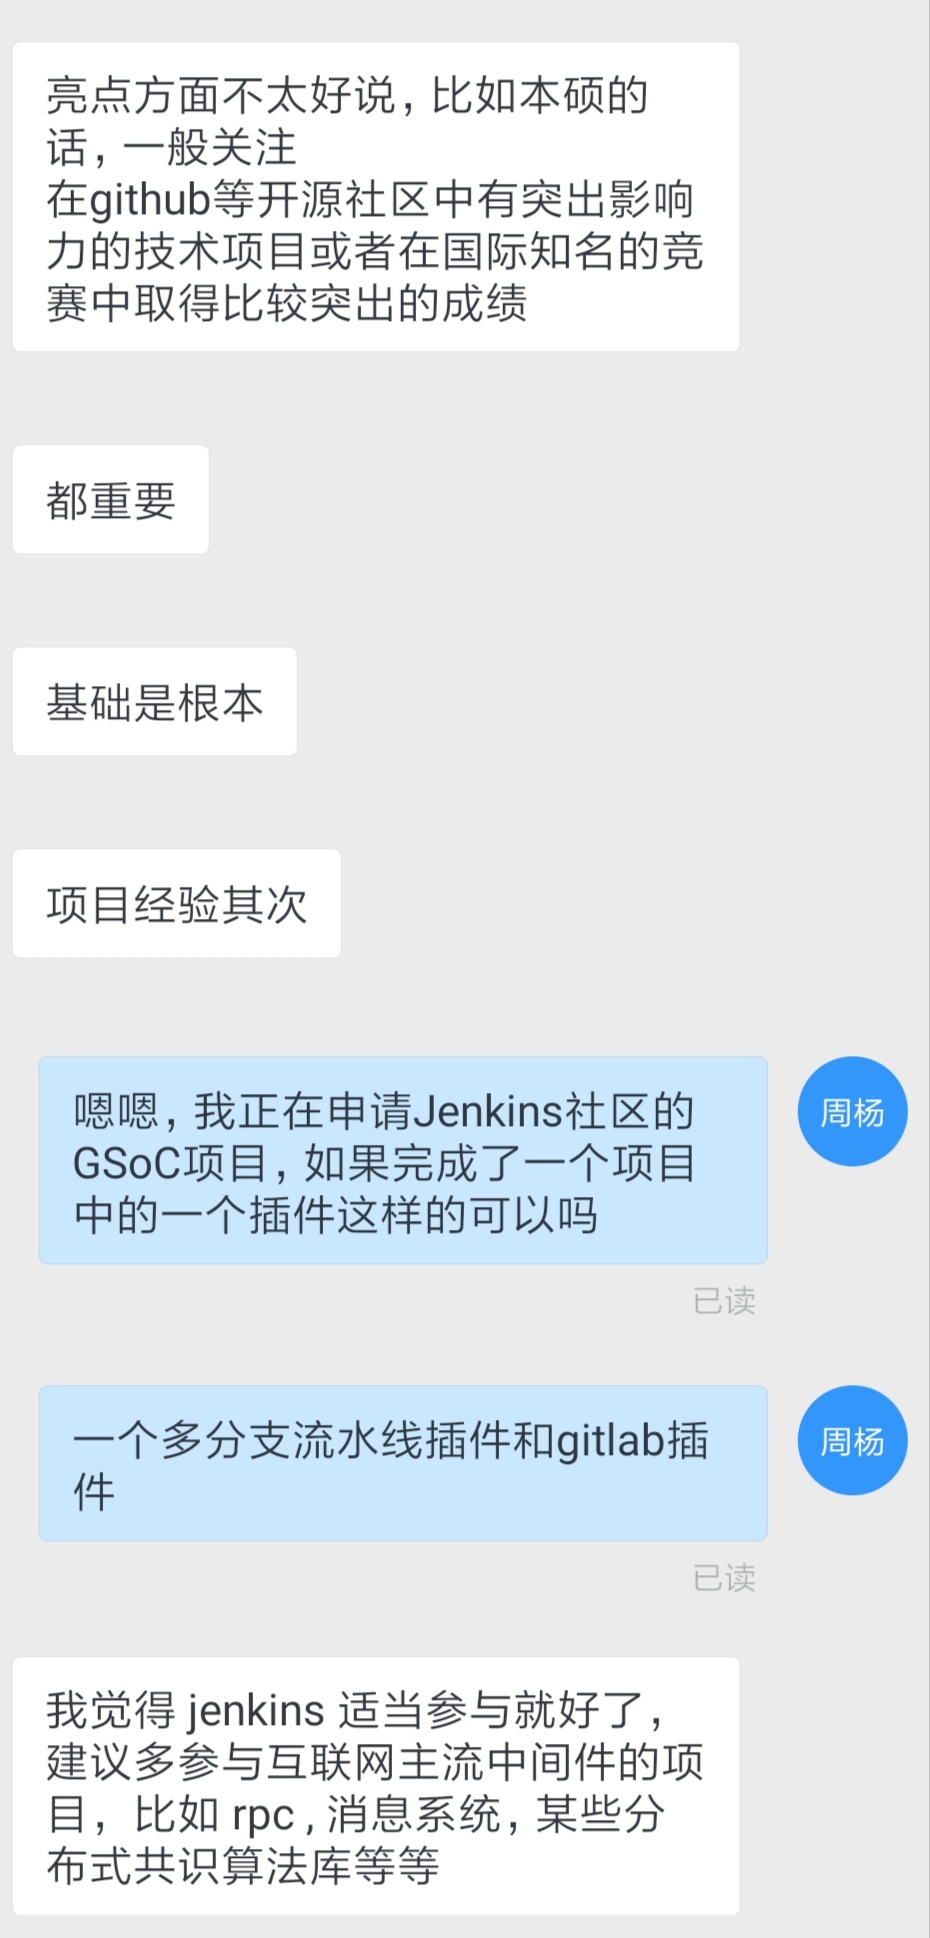 亮点方面不太好说，比如本硕的
话，一般关注
在github等开源社区中有突出影响
力的技术项目或者在国际知名的竞
赛中取得比较突出的成绩
都重要
基础是根本
项目经验其次
嗯嗯，我正在申请Jenkins社区的
GSoC项目，如果完成了一个项目
中的一个插件这样的可以吗
周杨
已读
一个多分支流水线插件和gitlab插
件
周杨
已读
我觉得 jenkins 适当参与就好了，
建议多参与互联网主流中间件的项
目，比如 rpc , 消息系统，某些分
布式共识算法库等等